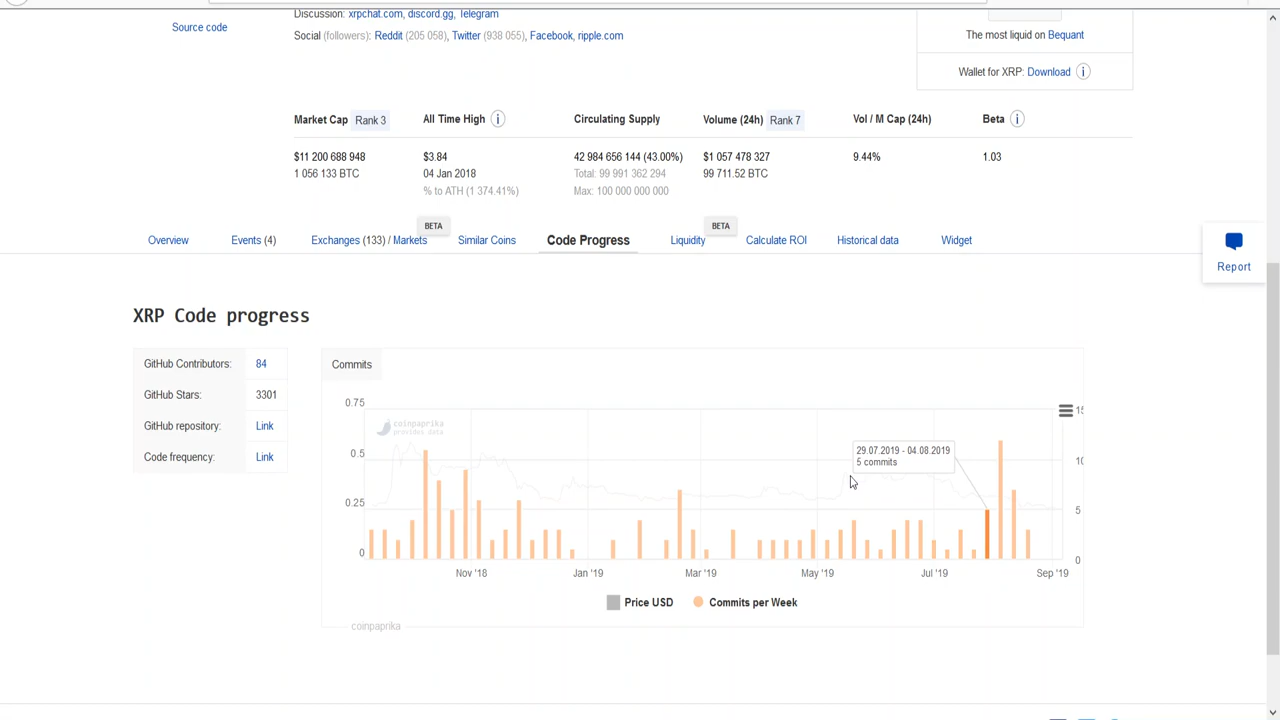 Discussion: xrpchat.com, discord.gg, Telegram
Source code
Social (followers): Reddit (205 058), Twitter (938 055), Facebook, ripple.com
The most liquid on Bequant
Wallet for XRP: Download i
Market Cap Rank 3 All Time High i Circulating Supply Volume (24h) Rank 7 Vol / M Cap (24h) Beta i
$11 200 688 948 $3.84 42 984 656 144 (43.00%) $1 057 478 327 9.44% 1.03
1 056 133 BTC 04 Jan 2018 Total: 99 991 362 294 99 711.52 BTC
% to ATH (1 374.41%) Max: 100 000 000 000
BETA BETA
Overview Events (4) Exchanges (133) / Markets Similar Coins Code Progress Liquidity Calculate ROI Historical data Widget
Report
XRP Code progress
GitHub Contributors: 84
GitHub Stars: 3301
GitHub repository: Link
Code frequency: Link
Commits
0.75 15
coinpaprika
provides data
0.5 10
29.07.2019 - 04.08.2019
5 commits
0.25 5
0 0
Nov '18 Jan '19 Mar '19 May '19 Jul '19 Sep '19
Price USD Commits per Week
coinpaprika